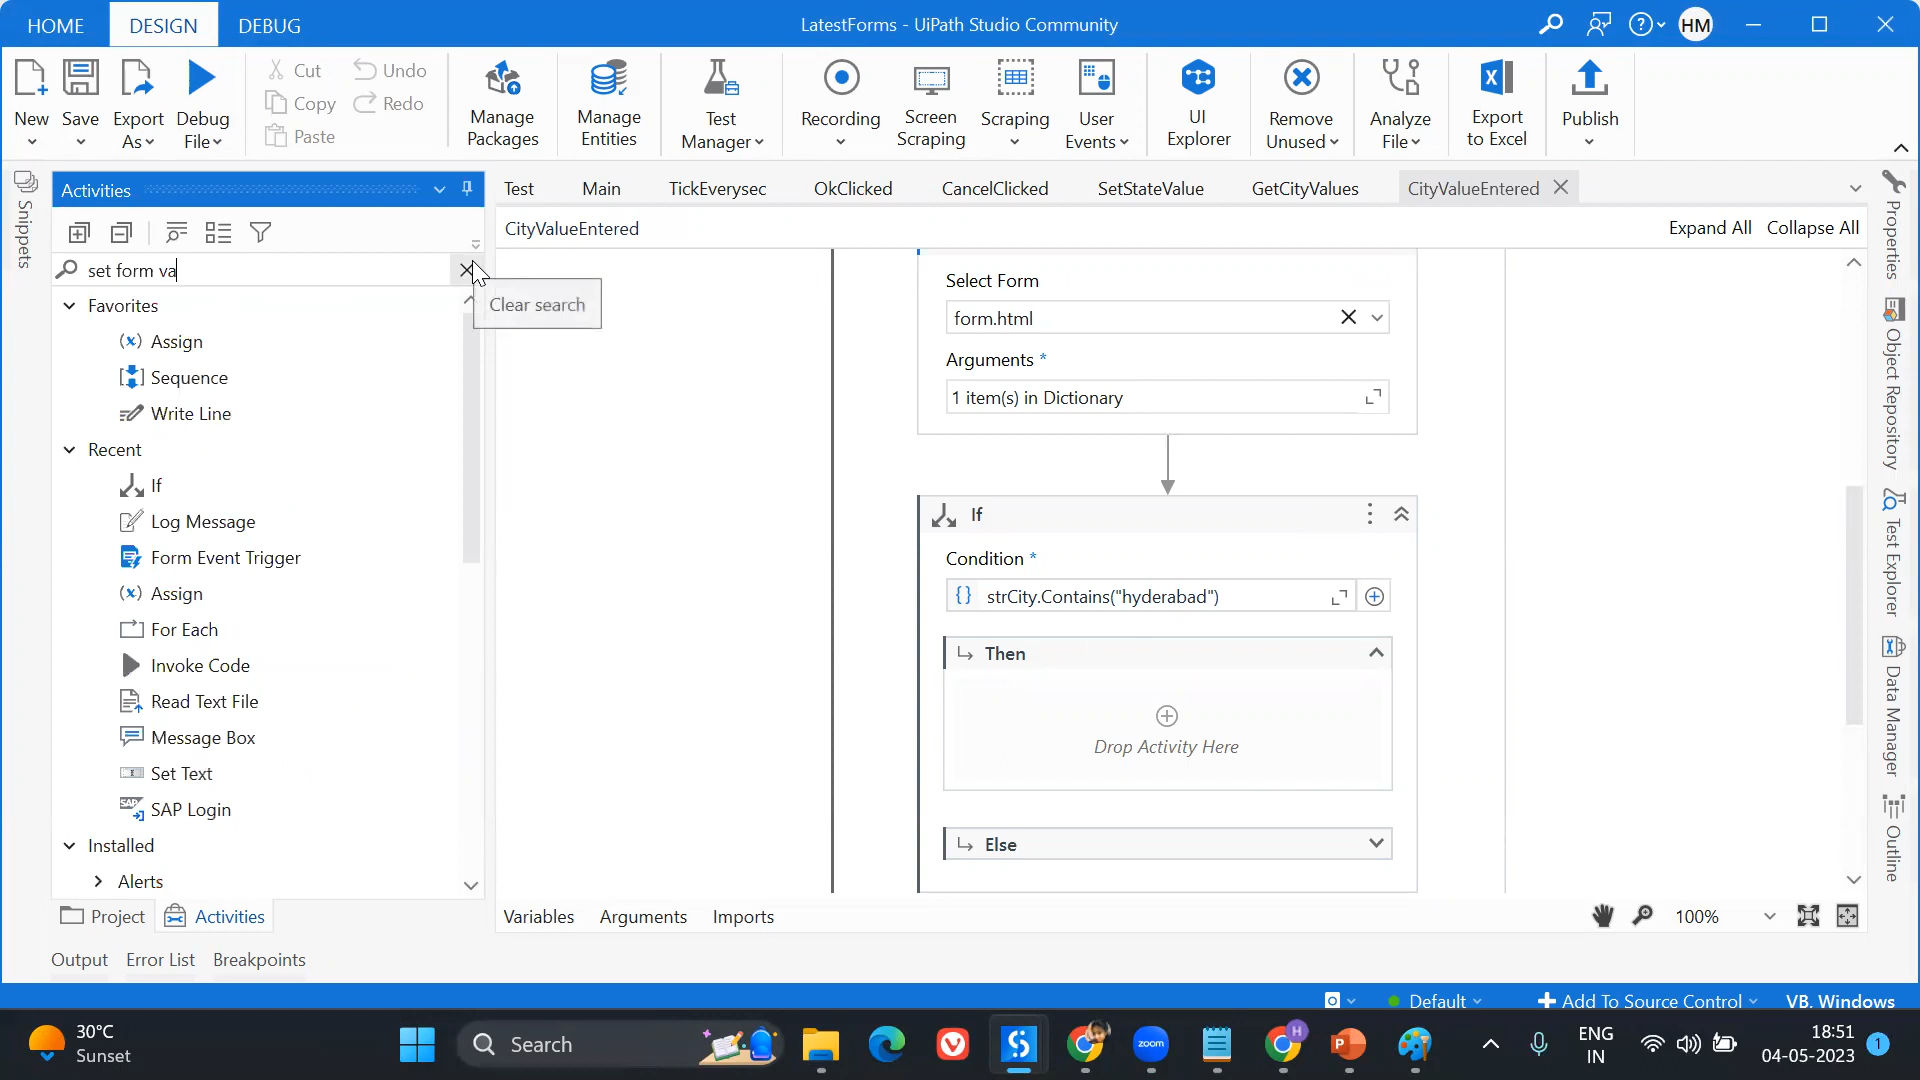 HOME DESIGN DEBUG LatestForms - UiPath Studio Community HM
New Save Export As Debug File
Cut Undo
Copy Redo
Paste
Manage Packages Manage Entities Test Manager Recording Screen Scraping Scraping User Events UI Explorer Remove Unused Analyze File Export to Excel Publish
Snippets
Activities
Test Main TickEverysec OkClicked CancelClicked SetStateValue GetCityValues CityValueEntered
CityValueEntered Expand All Collapse All
set form va
Clear search
Favorites
Assign
Sequence
Write Line
Recent
If
Log Message
Form Event Trigger
Assign
For Each
Invoke Code
Read Text File
Message Box
Set Text
SAP Login
Installed
Alerts
Project Activities
Select Form
form.html
Arguments *
1 item(s) in Dictionary
If
Condition *
{} strCity.Contains("hyderabad")
Then
Drop Activity Here
Else
Properties
Object Repository
Test Explorer
Data Manager
Outline
Variables Arguments Imports 100%
Output Error List Breakpoints
Default Add To Source Control VB. Windows
30°C
Sunset
Search
zoom
ENG
IN
18:51
04-05-2023
1